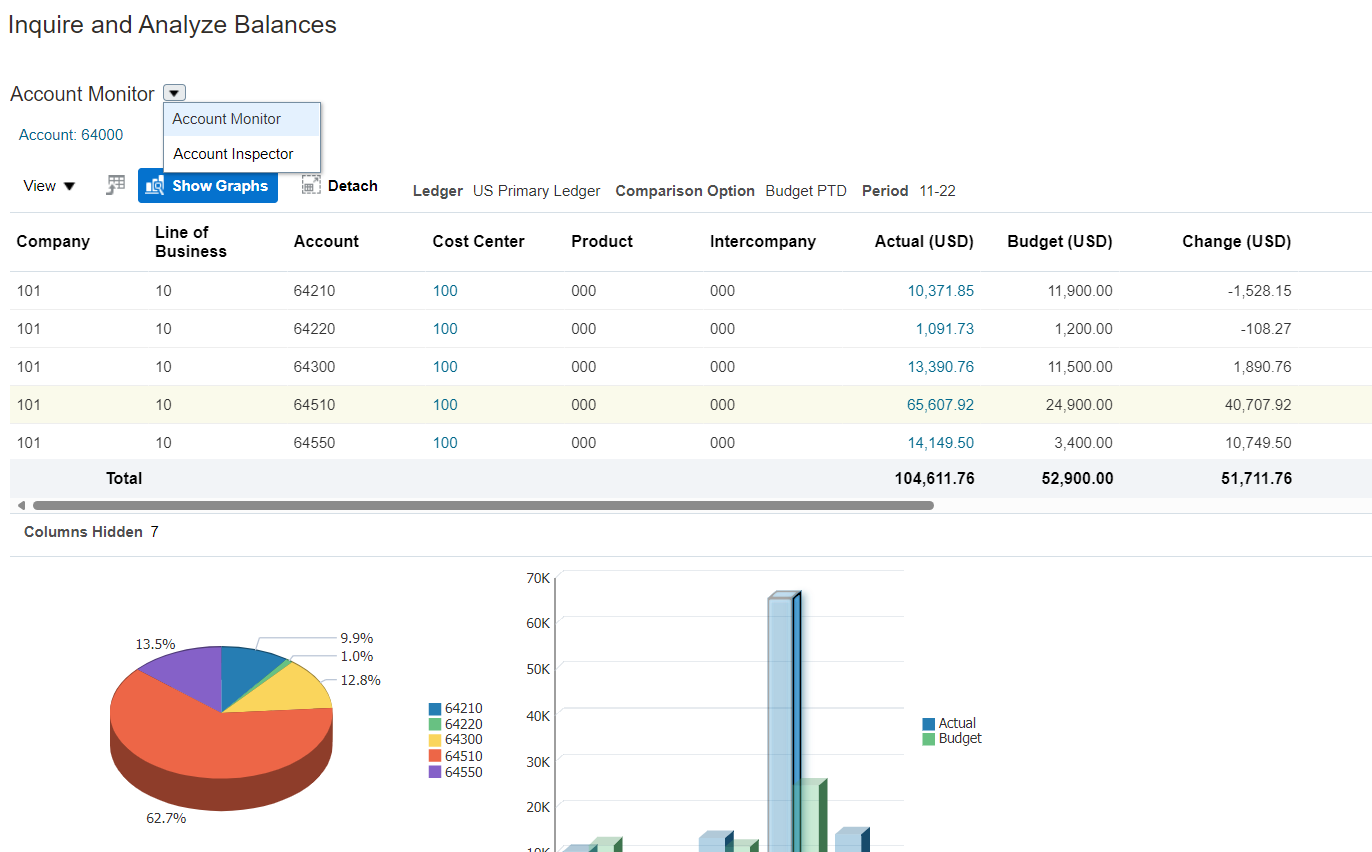 Inquire and Analyze Balances
Account Monitor
Account Monitor
Account: 64000
Account Inspector
View Show Graphs Detach Ledger US Primary Ledger Comparison Option Budget PTD Period 11-22
Company Line of Business Account Cost Center Product Intercompany Actual (USD) Budget (USD) Change (USD)
101 10 64210 100 000 000 10,371.85 11,900.00 -1,528.15
101 10 64220 100 000 000 1,091.73 1,200.00 -108.27
101 10 64300 100 000 000 13,390.76 11,500.00 1,890.76
101 10 64510 100 000 000 65,607.92 24,900.00 40,707.92
101 10 64550 100 000 000 14,149.50 3,400.00 10,749.50
Total 104,611.76 52,900.00 51,711.76
Columns Hidden 7
13.5%
9.9%
1.0%
12.8%
62.7%
64210
64220
64300
64510
64550
70K
60K
50K
40K
30K
20K
10K
Actual
Budget